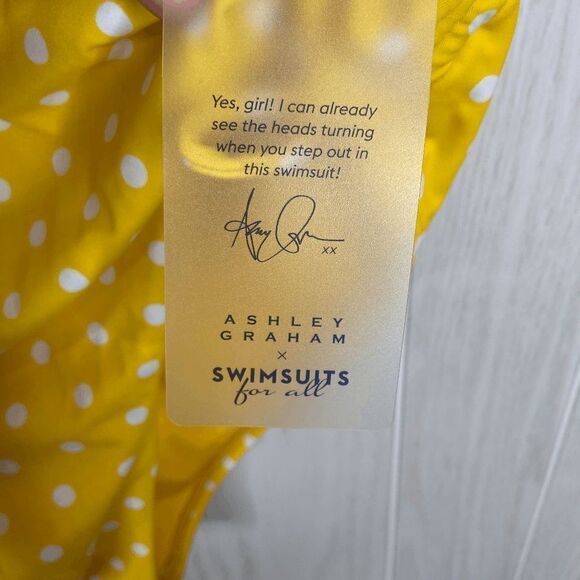 Yes, girl! I can already
see the heads turning
when you step out in
this swimsuit!
xx
ASHLEY
GRAHAM
×
SWIMSUITS
for all